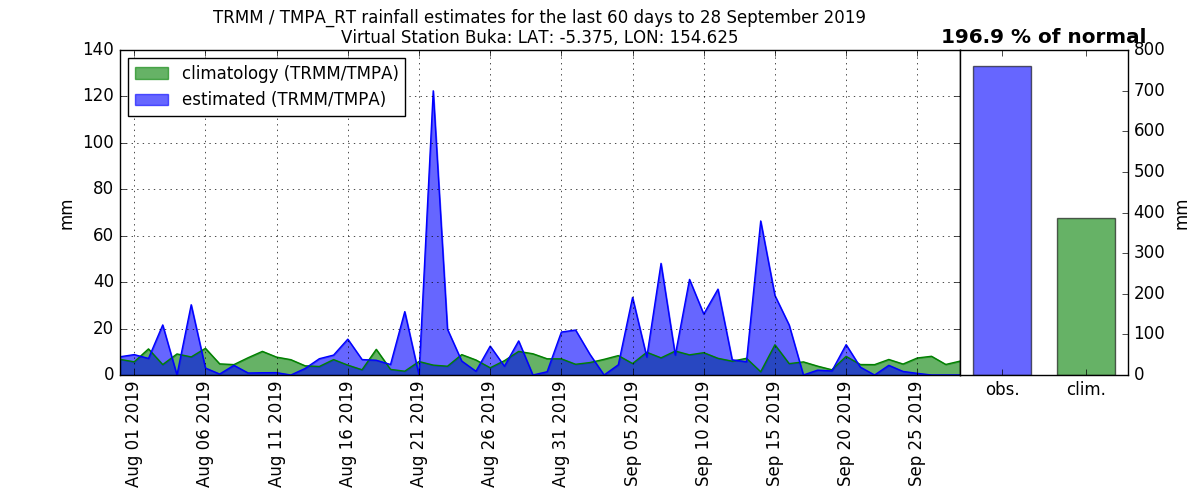 TRMM / TMPA_RT rainfall estimates for the last 60 days to 28 September 2019
Virtual Station Buka: LAT: -5.375, LON: 154.625
196.9 % of normal
climatology (TRMM/TMPA)
estimated (TRMM/TMPA)
140
120
100
80
60
40
20
0
mm
Aug 01 2019
Aug 06 2019
Aug 11 2019
Aug 16 2019
Aug 21 2019
Aug 26 2019
Aug 31 2019
Sep 05 2019
Sep 10 2019
Sep 15 2019
Sep 20 2019
Sep 25 2019
800
700
600
500
400
300
200
100
0
mm
obs.
clim.